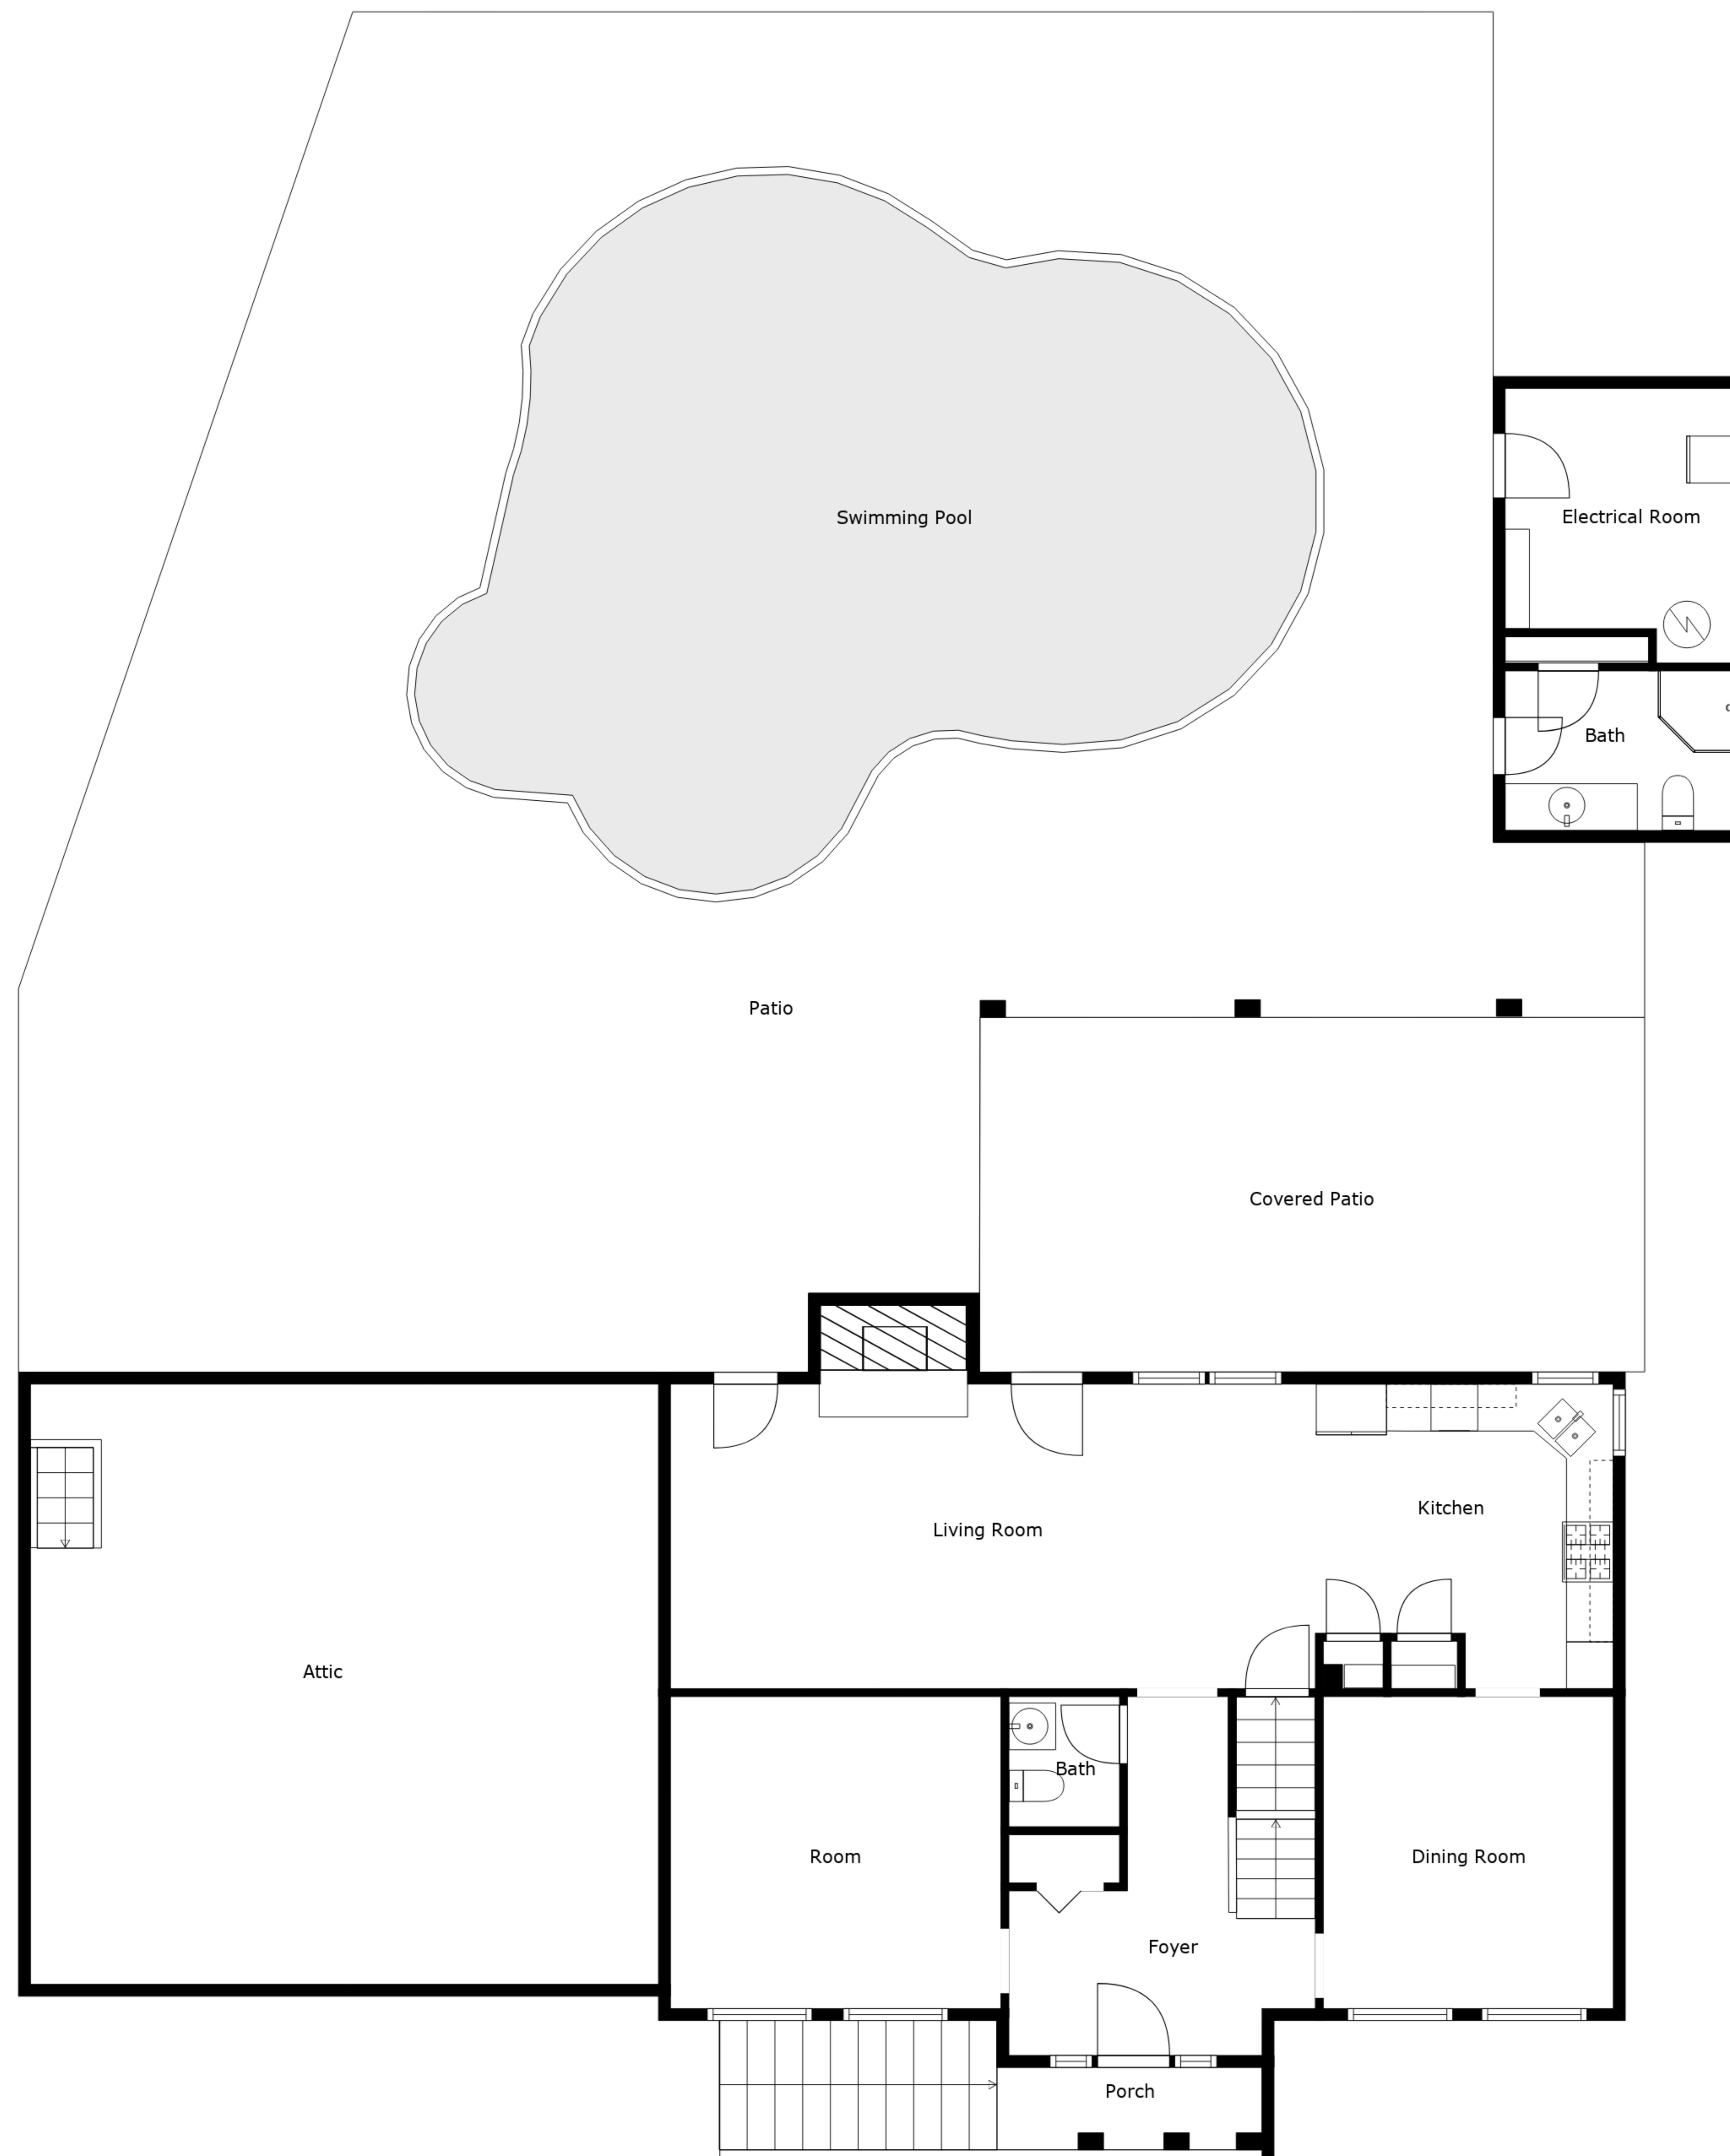 Swimming Pool
Electrical Room
Bath
Patio
Covered Patio
Living Room
Kitchen
Attic
Bath
Room
Dining Room
Foyer
Porch